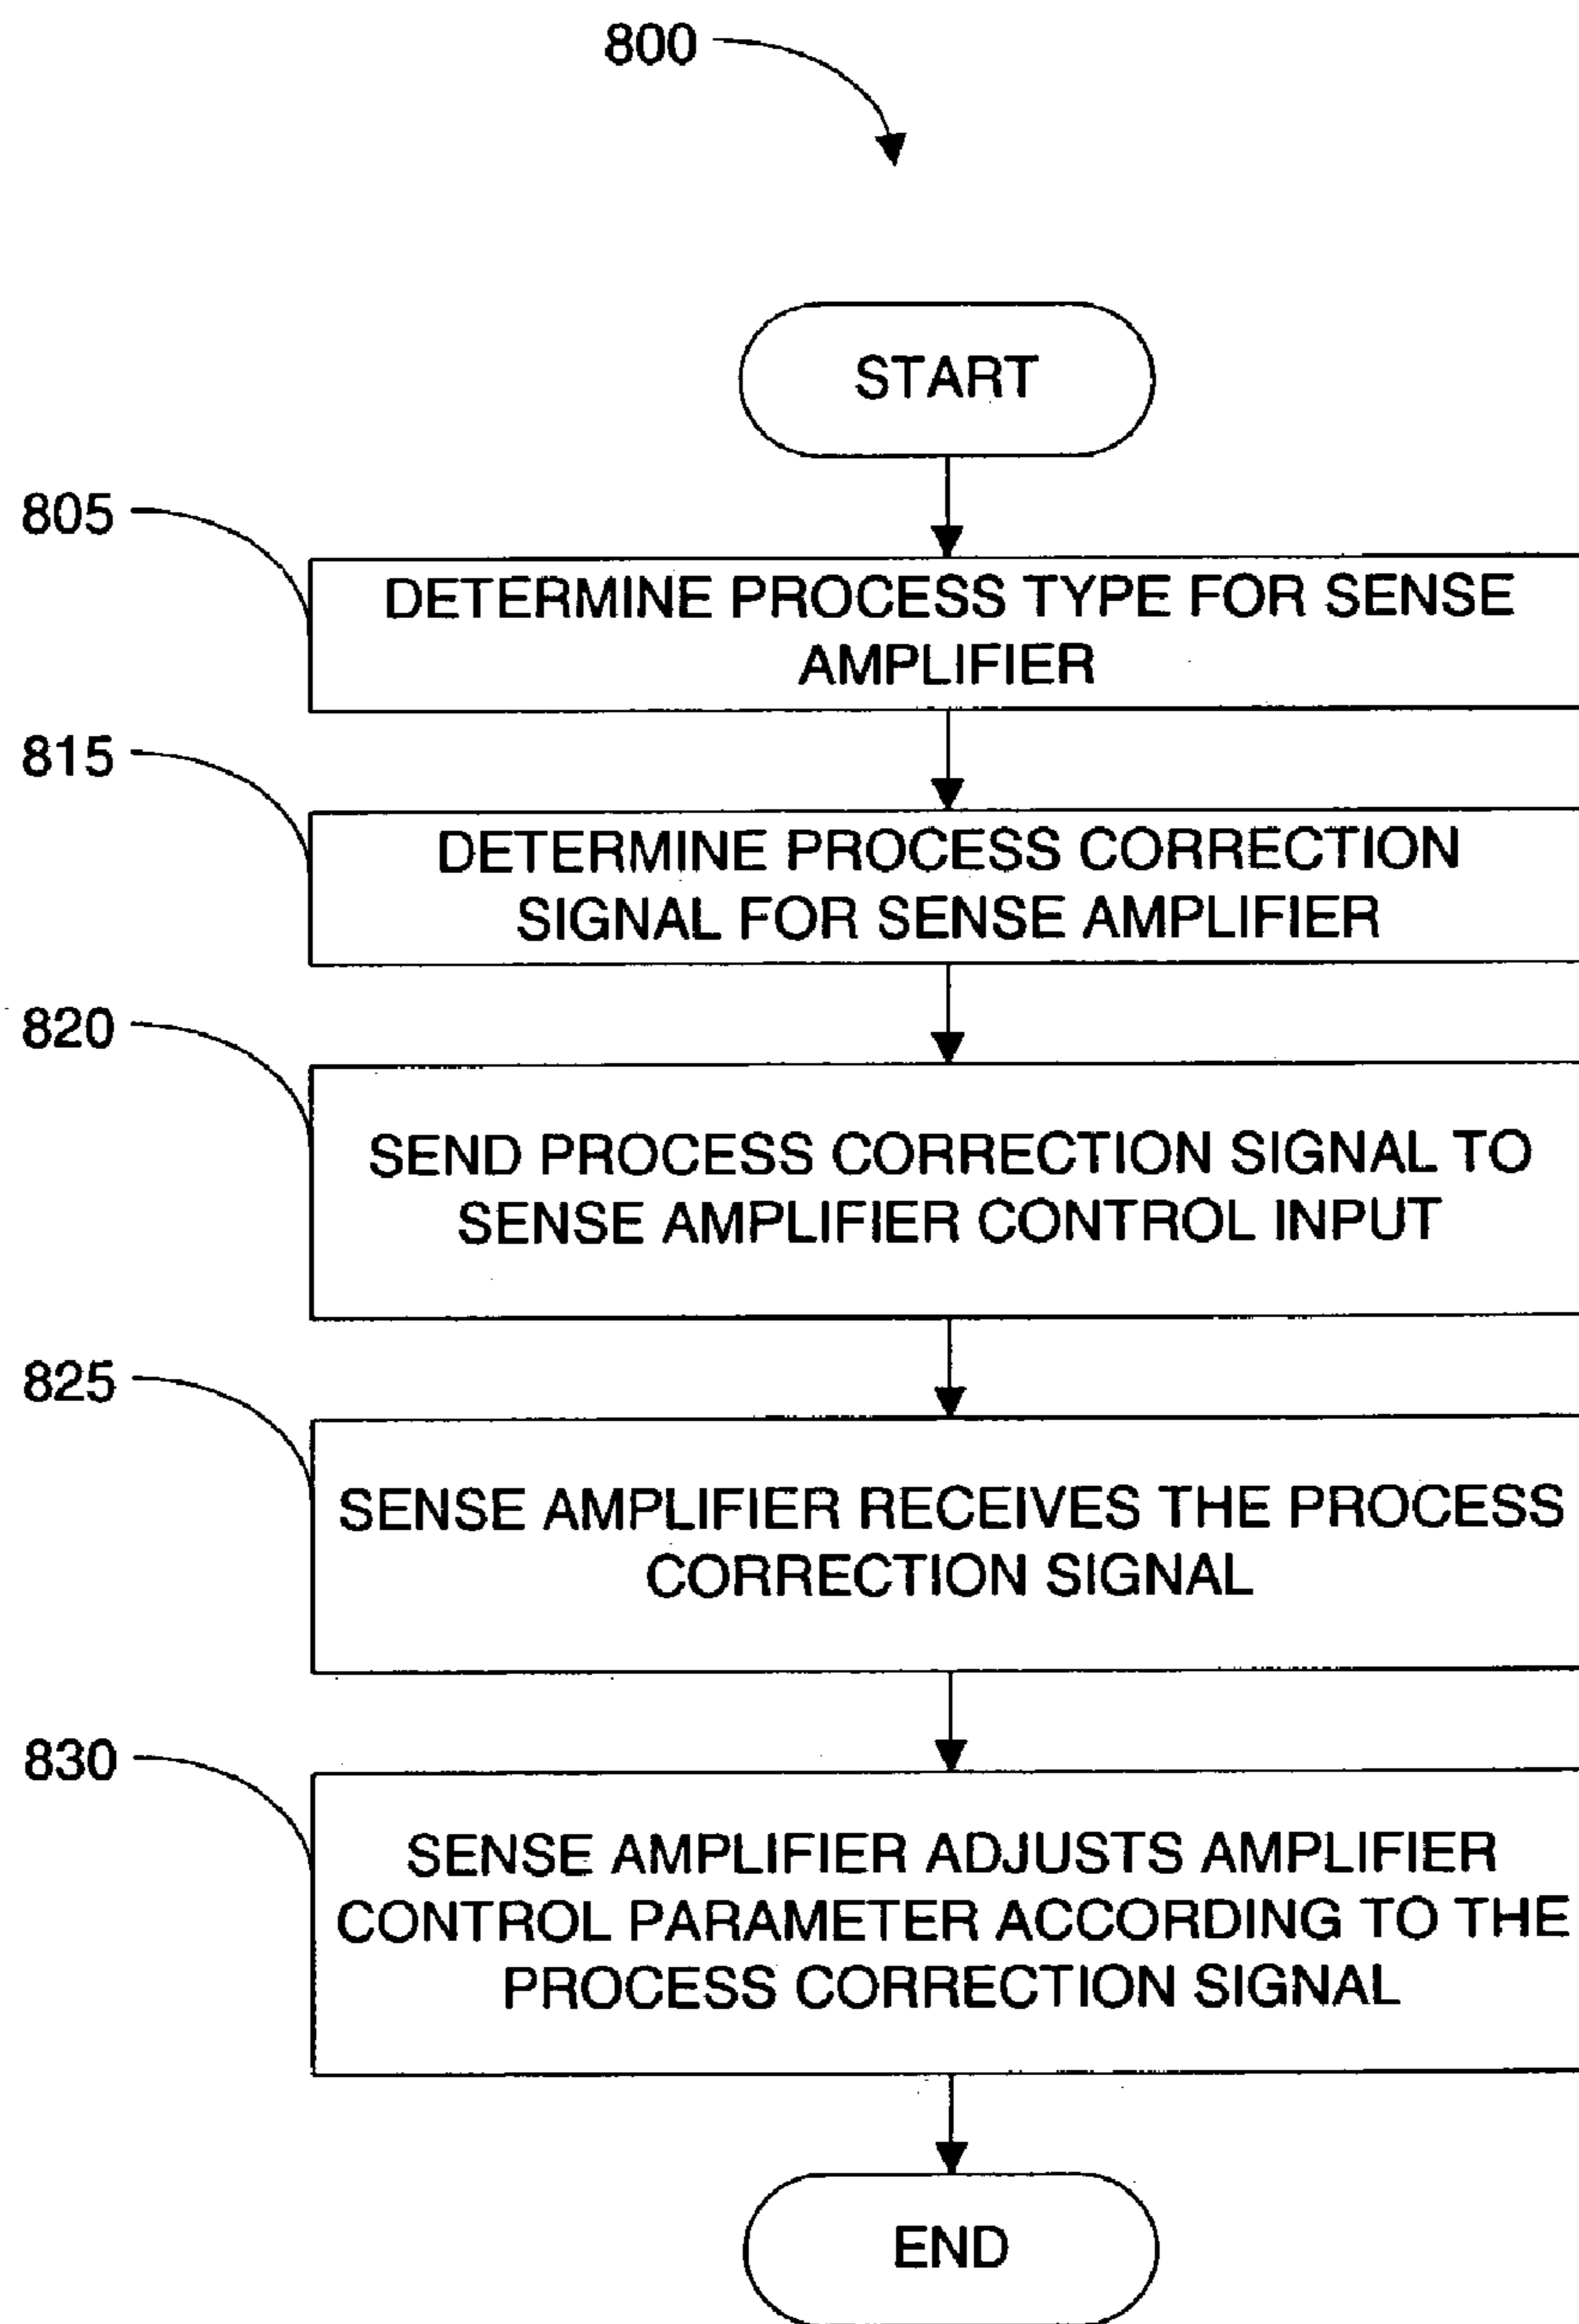 800
START
805
DETERMINE PROCESS TYPE FOR SENSE
AMPLIFIER
815
DETERMINE PROCESS CORRECTION
SIGNAL FOR SENSE AMPLIFIER
820
SEND PROCESS CORRECTION SIGNAL TO
SENSE AMPLIFIER CONTROL INPUT
825
SENSE AMPLIFIER RECEIVES THE PROCESS
CORRECTION SIGNAL
830
SENSE AMPLIFIER ADJUSTS AMPLIFIER
CONTROL PARAMETER ACCORDING TO THE
PROCESS CORRECTION SIGNAL
END